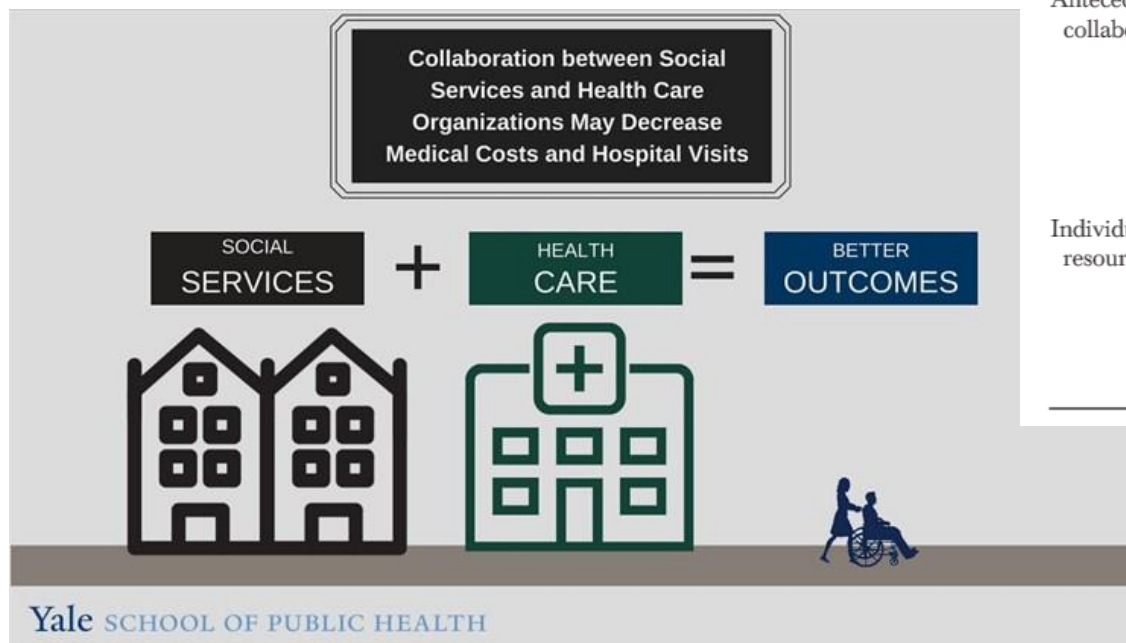 Collaboration between Social
Services and Health Care
Organizations May Decrease
Medical Costs and Hospital Visits
SOCIAL
SERVICES
+
HEALTH
CARE
=
BETTER
OUTCOMES
Yale SCHOOL OF PUBLIC HEALTH